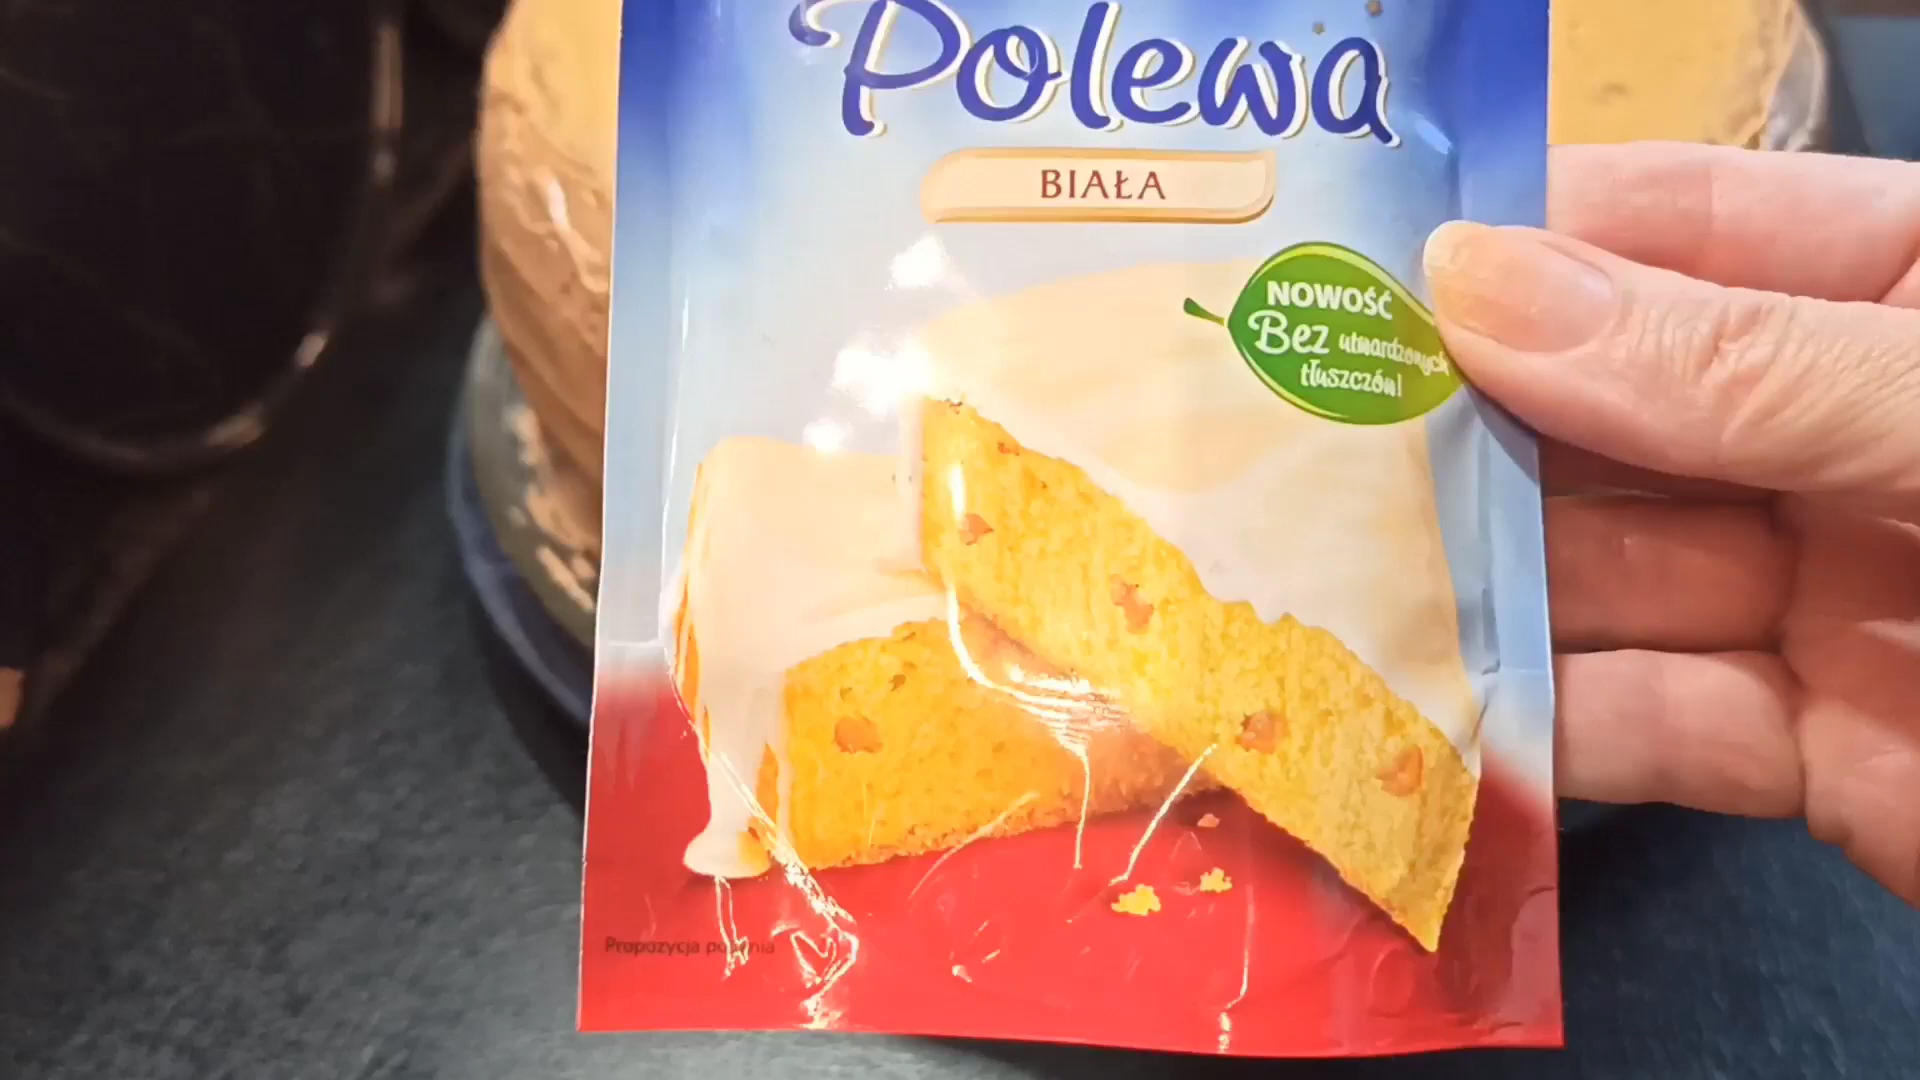 Polewa
BIAŁA
NOWOŚĆ
Bez utwardzonych
tłuszczów!
Propozycja podania